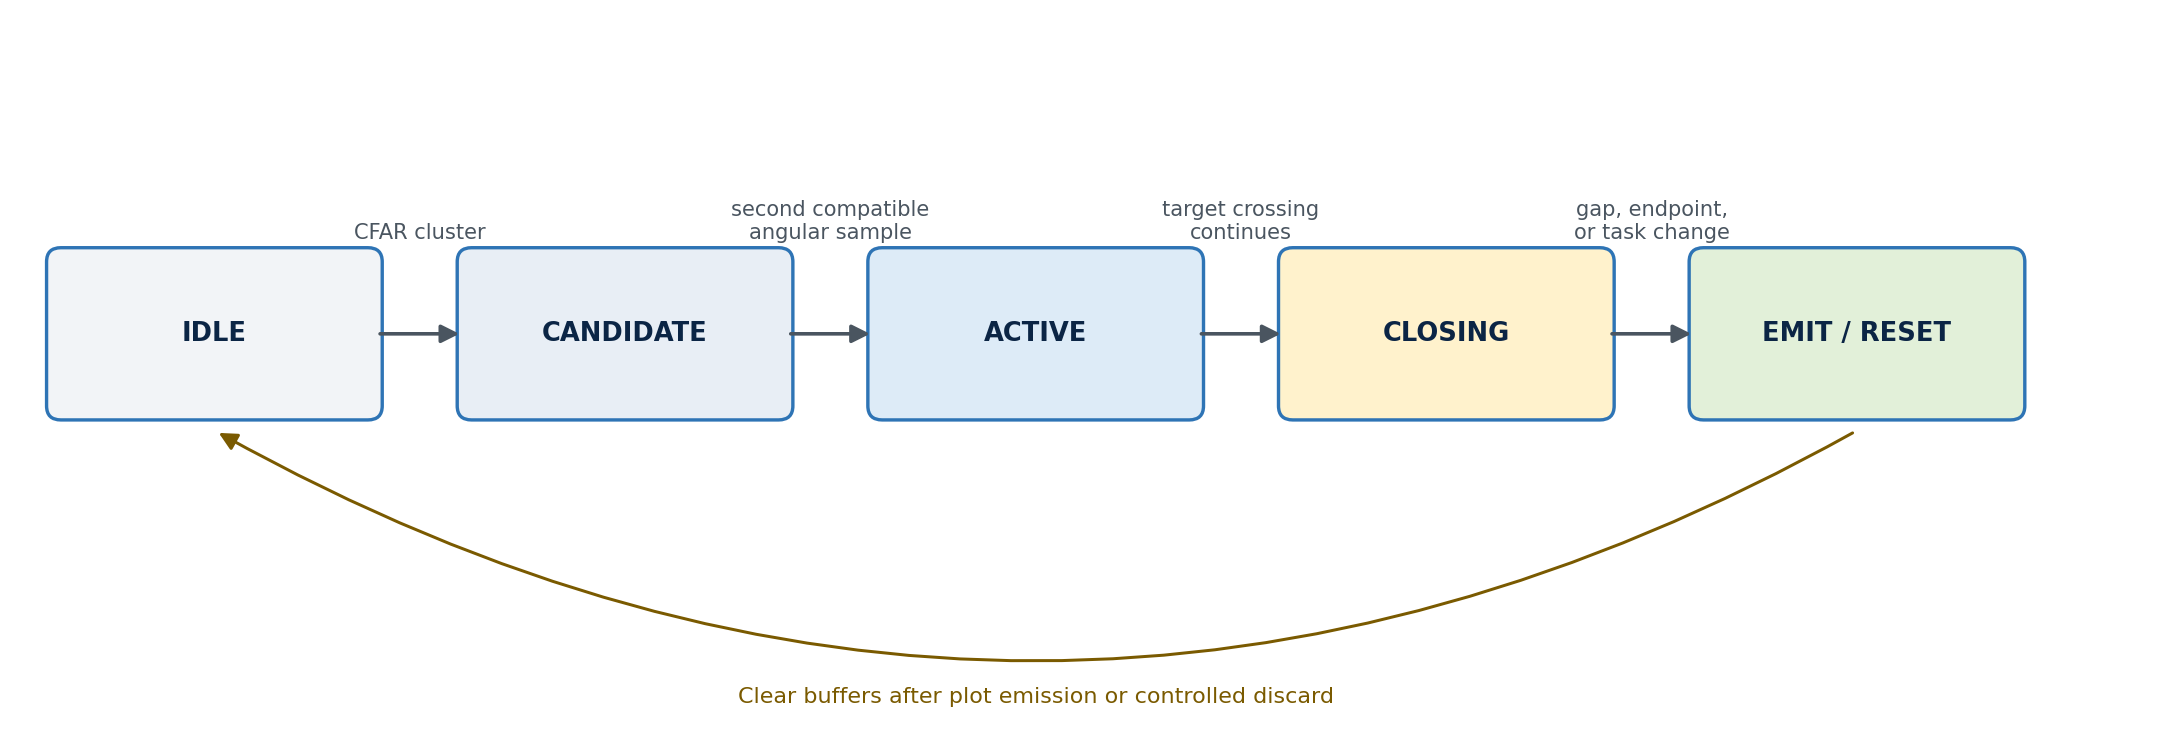 CFAR cluster
second compatible
angular sample
target crossing
continues
gap, endpoint,
or task change
IDLE
CANDIDATE
ACTIVE
CLOSING
EMIT / RESET
Clear buffers after plot emission or controlled discard